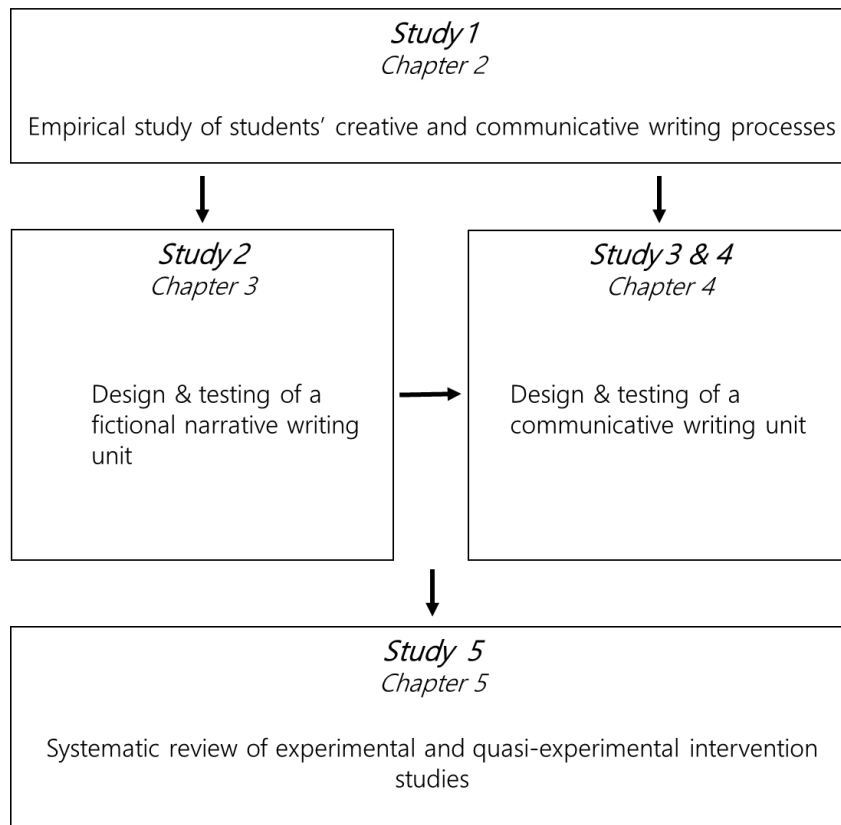 Study 1
Chapter 2
Empirical study of students’ creative and communicative writing processes
Study 2
Chapter 3
Design & testing of a
fictional narrative writing
unit
Study 3 & 4
Chapter 4
Design & testing of a
communicative writing unit
Study 5
Chapter 5
Systematic review of experimental and quasi-experimental intervention
studies